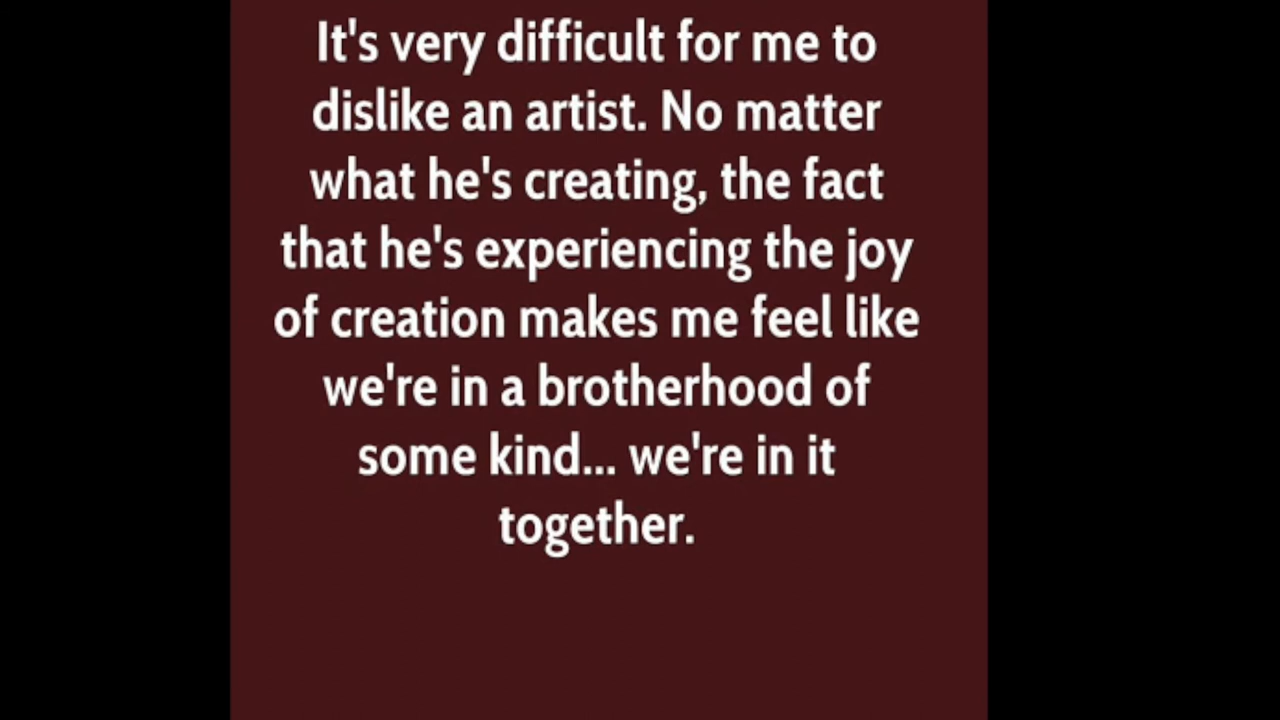 It's very difficult for me to
dislike an artist. No matter
what he's creating, the fact
that he's experiencing the joy
of creation makes me feel like
we're in a brotherhood of
some kind... we're in it
together.